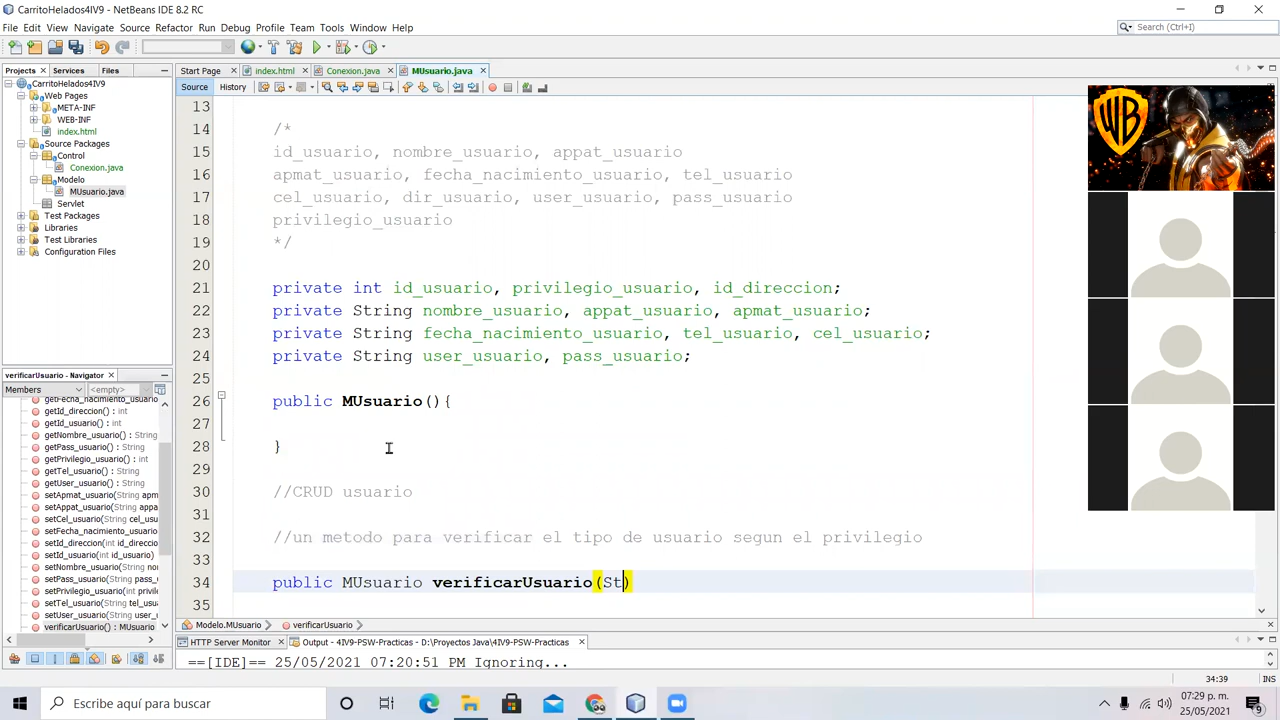 CarritoHelados4IV9 - NetBeans IDE 8.2 RC
File Edit View Navigate Source Refactor Run Debug Profile Team Tools Window Help
Search (Ctrl+I)
Projects Services Files
Start Page index.html Conexion.java MUsuario.java
Source History
CarritoHelados4IV9
Web Pages
META-INF
WEB-INF
index.html
Source Packages
Control
Conexion.java
Modelo
MUsuario.java
Servlet
Test Packages
Libraries
Test Libraries
Configuration Files
verificarUsuario - Navigator
Members <empty>
getFecha_nacimiento_usuario
getId_direccion() : int
getId_usuario() : int
getNombre_usuario() : String
getPass_usuario() : String
getPrivilegio_usuario() : int
getTel_usuario() : String
getUser_usuario() : String
setApmat_usuario(String apm
setAppat_usuario(String appa
setCel_usuario(String cel_usu
setFecha_nacimiento_usuario
setId_direccion(int id_direccio
setId_usuario(int id_usuario)
setNombre_usuario(String nor
setPass_usuario(String pass_
setPrivilegio_usuario(int privi
setTel_usuario(String tel_usu
setUser_usuario(String user_
verificarUsuario() : MUsuario
13
14 /*
15 id_usuario, nombre_usuario, appat_usuario
16 apmat_usuario, fecha_nacimiento_usuario, tel_usuario
17 cel_usuario, dir_usuario, user_usuario, pass_usuario
18 privilegio_usuario
19 */
20
21 private int id_usuario, privilegio_usuario, id_direccion;
22 private String nombre_usuario, appat_usuario, apmat_usuario;
23 private String fecha_nacimiento_usuario, tel_usuario, cel_usuario;
24 private String user_usuario, pass_usuario;
25
26 public MUsuario(){
27
28 }
29
30 //CRUD usuario
31
32 //un metodo para verificar el tipo de usuario segun el privilegio
33
34 public MUsuario verificarUsuario(St)
35
Modelo.MUsuario verificarUsuario
HTTP Server Monitor Output - 4IV9-PSW-Practicas - D:\Proyectos Java\4IV9-PSW-Practicas
==[IDE]== 25/05/2021 07:20:51 PM Ignoring...
34:39 INS
WB
Escribe aquí para buscar
07:29 p. m.
25/05/2021
9